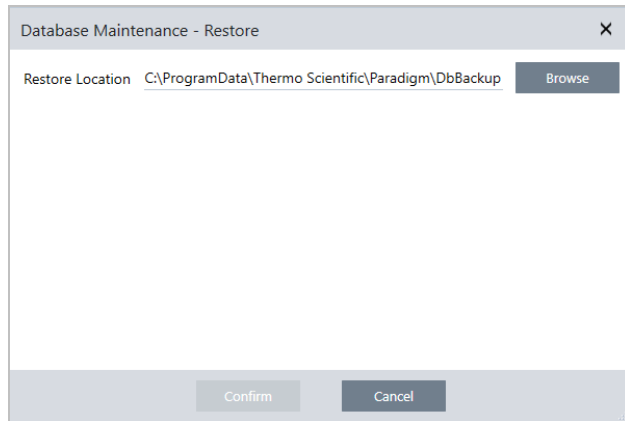 Database Maintenance - Restore
Restore Location C:\ProgramData\Thermo Scientific\Paradigm\DbBackup Browse
Confirm Cancel